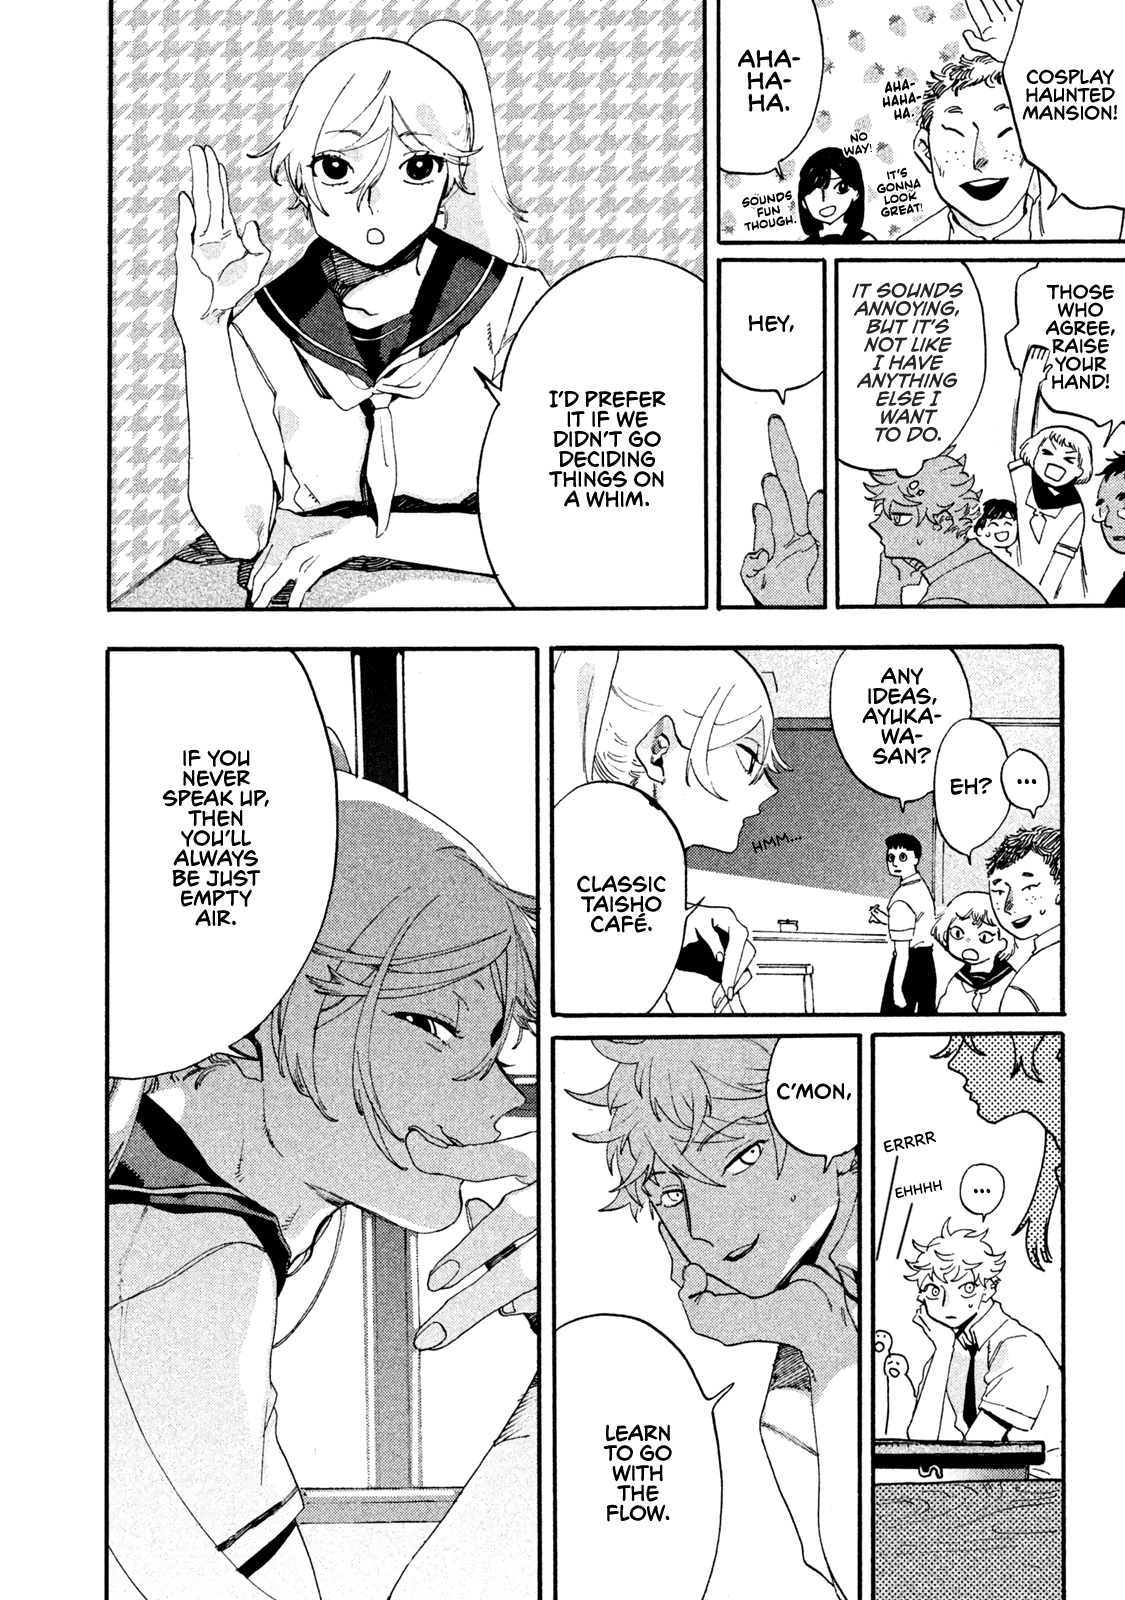 COSPLAY
HAUNTED
MANSION!
AHA-
HA-
HA.
AHA-
HAHA-
HA.
NO
WAY!
IT'S
GONNA
LOOK
GREAT!
SOUNDS
FUN
THOUGH.
THOSE
WHO
AGREE,
RAISE
YOUR
HAND!
IT SOUNDS
ANNOYING,
BUT IT'S
NOT LIKE
I HAVE
ANYTHING
ELSE I
WANT
TO DO.
HEY,
I'D PREFER
IT IF WE
DIDN'T GO
DECIDING
THINGS ON
A WHIM.
...
EH?
ANY
IDEAS,
AYUKA-
WA-
SAN?
HMM...
CLASSIC
TAISHO
CAFÉ.
ERRRR
EHHHH
...
C'MON,
LEARN
TO GO
WITH
THE
FLOW.
IF YOU
NEVER
SPEAK UP,
THEN
YOU'LL
ALWAYS
BE JUST
EMPTY
AIR.